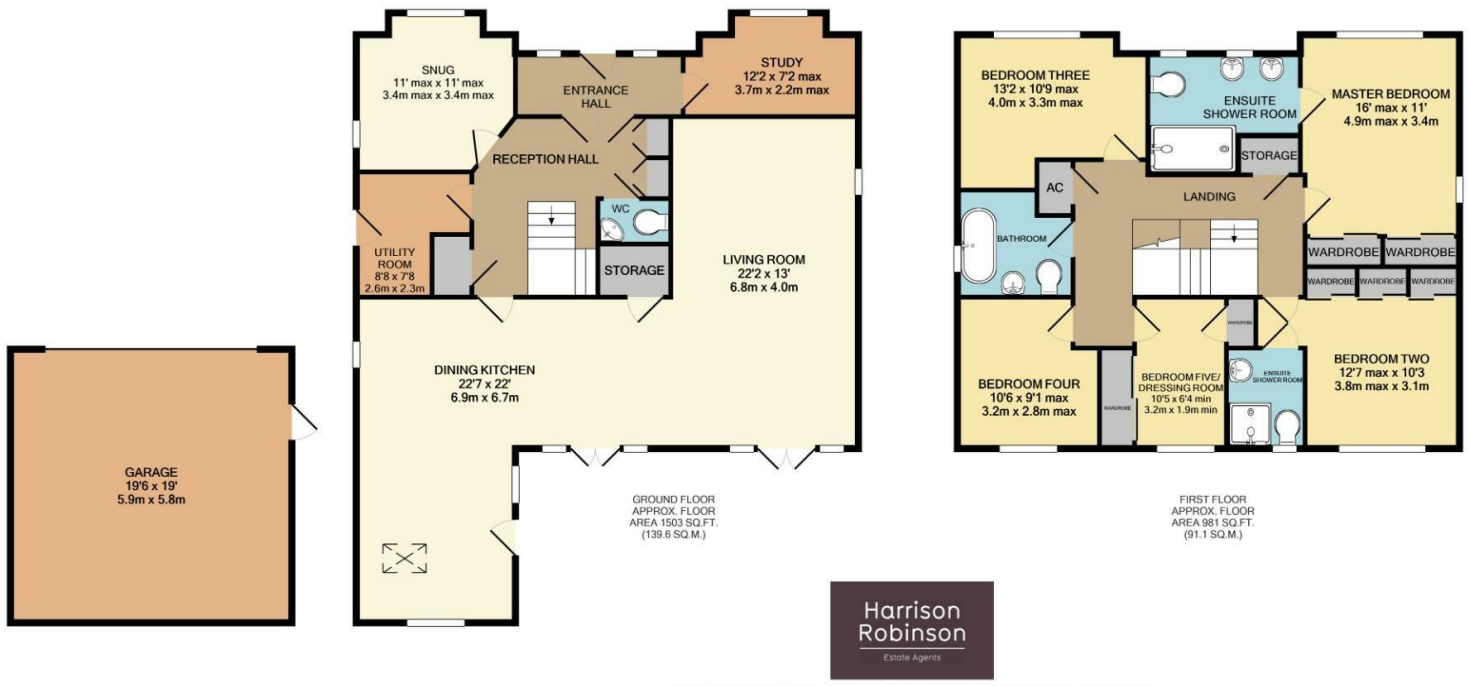 SNUG
11' max x 11' max
3.4m max x 3.4m max
ENTRANCE
HALL
STUDY
12'2 x 7'2 max
3.7m x 2.2m max
RECEPTION HALL
WC
UTILITY
ROOM
8'8 x 7'8
2.6m x 2.3m
STORAGE
LIVING ROOM
22'2 x 13'
6.8m x 4.0m
DINING KITCHEN
22'7 x 22'
6.9m x 6.7m
GARAGE
19'6 x 19'
5.9m x 5.8m
GROUND FLOOR
APPROX. FLOOR
AREA 1503 SQ.FT.
(139.6 SQ.M.)
BEDROOM THREE
13'2 x 10'9 max
4.0m x 3.3m max
ENSUITE
SHOWER ROOM
MASTER BEDROOM
16' max x 11'
4.9m max x 3.4m
STORAGE
AC
LANDING
BATHROOM
WARDROBE
WARDROBE
WARDROBE
WARDROBE
WARDROBE
WARDROBE
BEDROOM FOUR
10'6 x 9'1 max
3.2m x 2.8m max
WARDROBE
BEDROOM FIVE/
DRESSING ROOM
10'5 x 6'4 min
3.2m x 1.9m min
ENSUITE
SHOWER ROOM
BEDROOM TWO
12'7 max x 10'3
3.8m max x 3.1m
FIRST FLOOR
APPROX. FLOOR
AREA 981 SQ.FT.
(91.1 SQ.M.)
Harrison
Robinson
Estate Agents